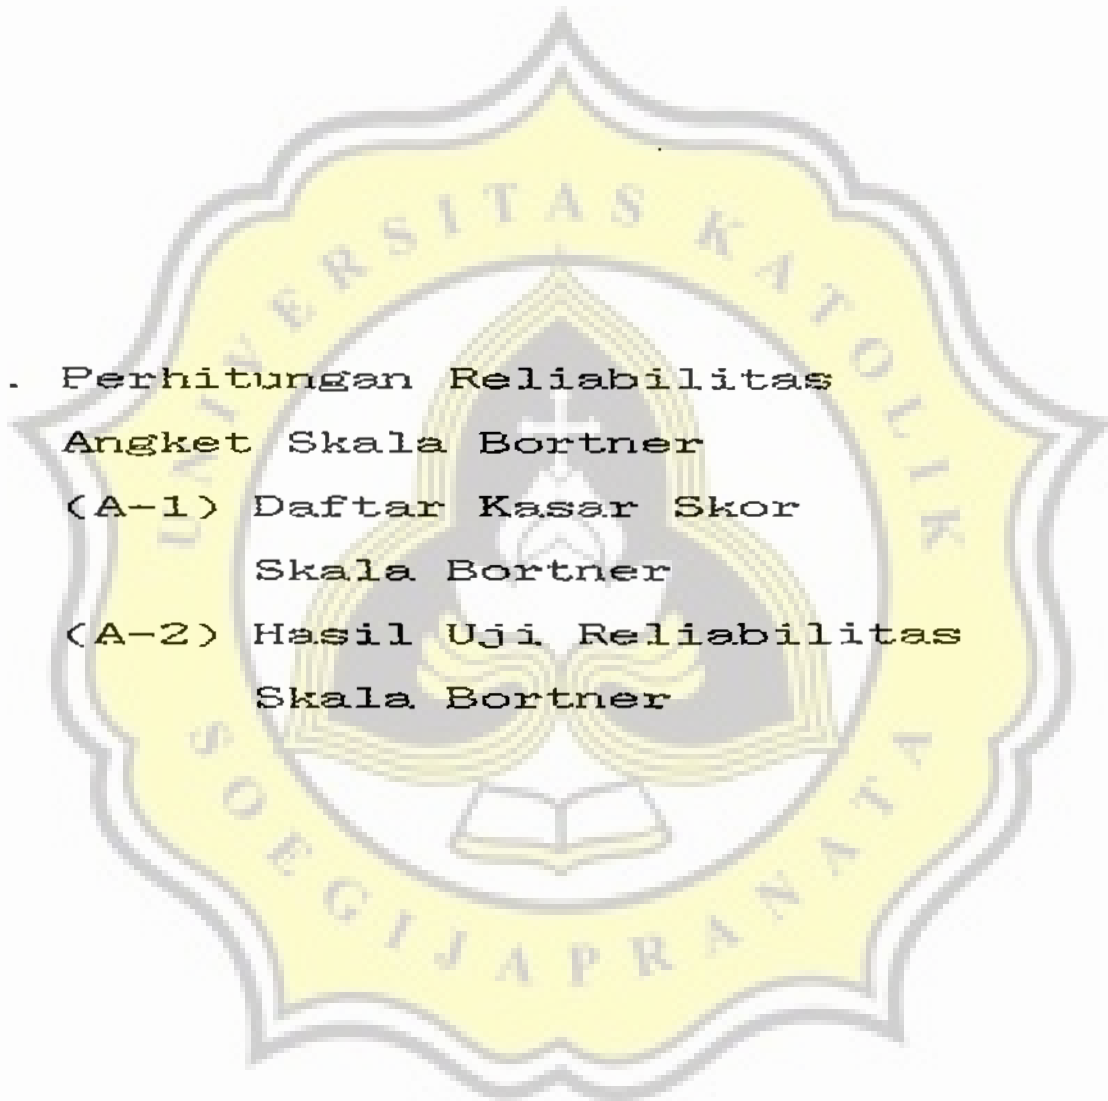 . Perhitungan Reliabilitas
Angket Skala Bortner
(A-1) Daftar Kasar Skor
Skala Bortner
(A-2) Hasil Uji Reliabilitas
Skala Bortner
UNIVERSITAS KATOLIK
SOEGIJAPRANATA